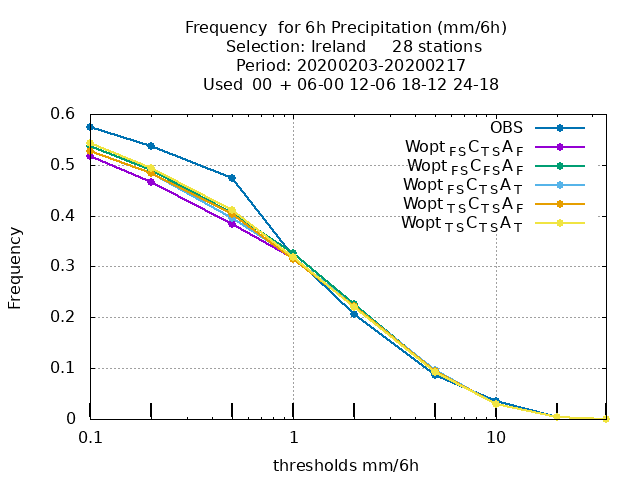 Frequency  for 6h Precipitation (mm/6h)
Selection: Ireland     28 stations
Period: 20200203-20200217
Used  00  + 06-00 12-06 18-12 24-18
0.6
0.5
0.4
0.3
0.2
0.1
0
Frequency
OBS
Wopt FS C TS A F
Wopt FS C FS A F
Wopt FS C TS A T
Wopt TS C TS A F
Wopt TS C TS A T
0.1 1 10
thresholds mm/6h